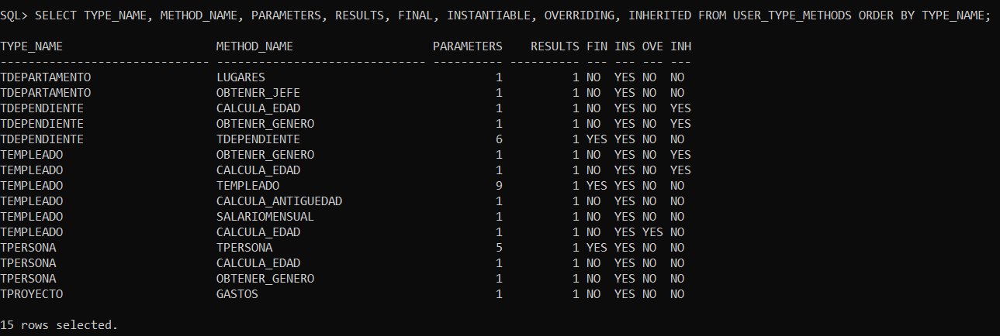 SQL> SELECT TYPE_NAME, METHOD_NAME, PARAMETERS, RESULTS, FINAL, INSTANTIABLE, OVERRIDING, INHERITED FROM USER_TYPE_METHODS ORDER BY TYPE_NAME;
TYPE_NAME                      METHOD_NAME                    PARAMETERS    RESULTS FIN INS OVE INH
------------------------------ ------------------------------ ---------- ---------- --- --- --- ---
TDEPARTAMENTO                  LUGARES                                 1          1 NO  YES NO  NO
TDEPARTAMENTO                  OBTENER_JEFE                            1          1 NO  YES NO  NO
TDEPENDIENTE                   CALCULA_EDAD                            1          1 NO  YES NO  YES
TDEPENDIENTE                   OBTENER_GENERO                          1          1 NO  YES NO  YES
TDEPENDIENTE                   TDEPENDIENTE                            6          1 YES YES NO  NO
TEMPLEADO                      OBTENER_GENERO                          1          1 NO  YES NO  YES
TEMPLEADO                      CALCULA_EDAD                            1          1 NO  YES NO  YES
TEMPLEADO                      TEMPLEADO                               9          1 YES YES NO  NO
TEMPLEADO                      CALCULA_ANTIGUEDAD                      1          1 NO  YES NO  NO
TEMPLEADO                      SALARIOMENSUAL                          1          1 NO  YES NO  NO
TEMPLEADO                      CALCULA_EDAD                            1          1 NO  YES YES NO
TPERSONA                       TPERSONA                                5          1 YES YES NO  NO
TPERSONA                       CALCULA_EDAD                            1          1 NO  YES NO  NO
TPERSONA                       OBTENER_GENERO                          1          1 NO  YES NO  NO
TPROYECTO                      GASTOS                                  1          1 NO  YES NO  NO
15 rows selected.